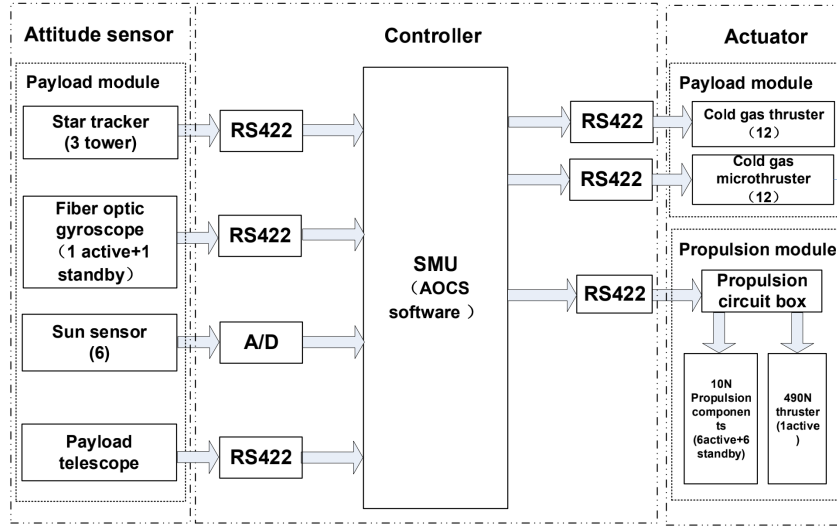 Attitude sensor
Payload module
Star tracker
(3 tower)
Fiber optic
gyroscope
（1 active+1
standby）
Sun sensor
(6)
Payload
telescope
Controller
RS422
RS422
A/D
RS422
SMU
（AOCS
software ）
RS422
RS422
RS422
Actuator
Payload module
Cold gas thruster
（12）
Cold gas
microthruster
（12）
Propulsion module
Propulsion
circuit box
10N
Propulsion
compone
nts
(6active+6
standby)
490N
thruster
(1active
)